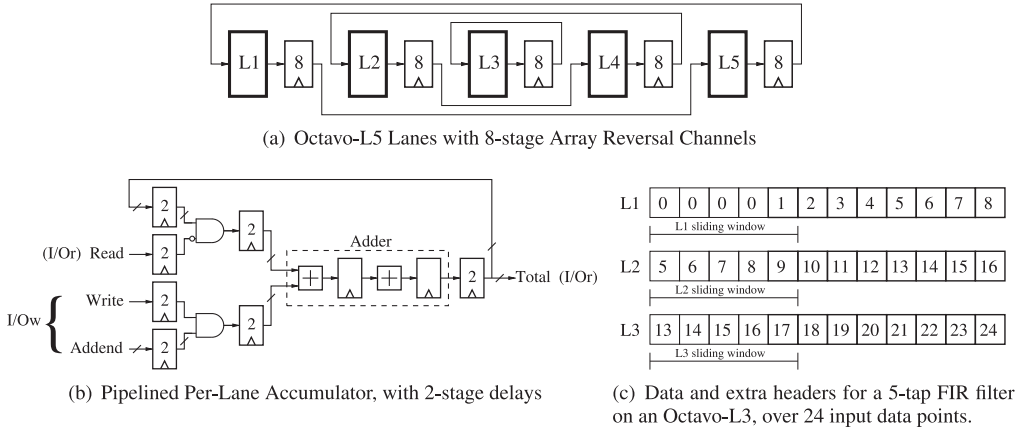 L1 8 L2 8 L3 8 L4 8 L5 8
(a) Octavo-L5 Lanes with 8-stage Array Reversal Channels
2
2
Adder
(I/Or) Read 2
+ + 2 Total (I/Or)
Write 2
I/Ow {
2
Addend 2
(b) Pipelined Per-Lane Accumulator, with 2-stage delays
L1 0 0 0 0 1 2 3 4 5 6 7 8
L1 sliding window
L2 5 6 7 8 9 10 11 12 13 14 15 16
L2 sliding window
L3 13 14 15 16 17 18 19 20 21 22 23 24
L3 sliding window
(c) Data and extra headers for a 5-tap FIR filter
on an Octavo-L3, over 24 input data points.